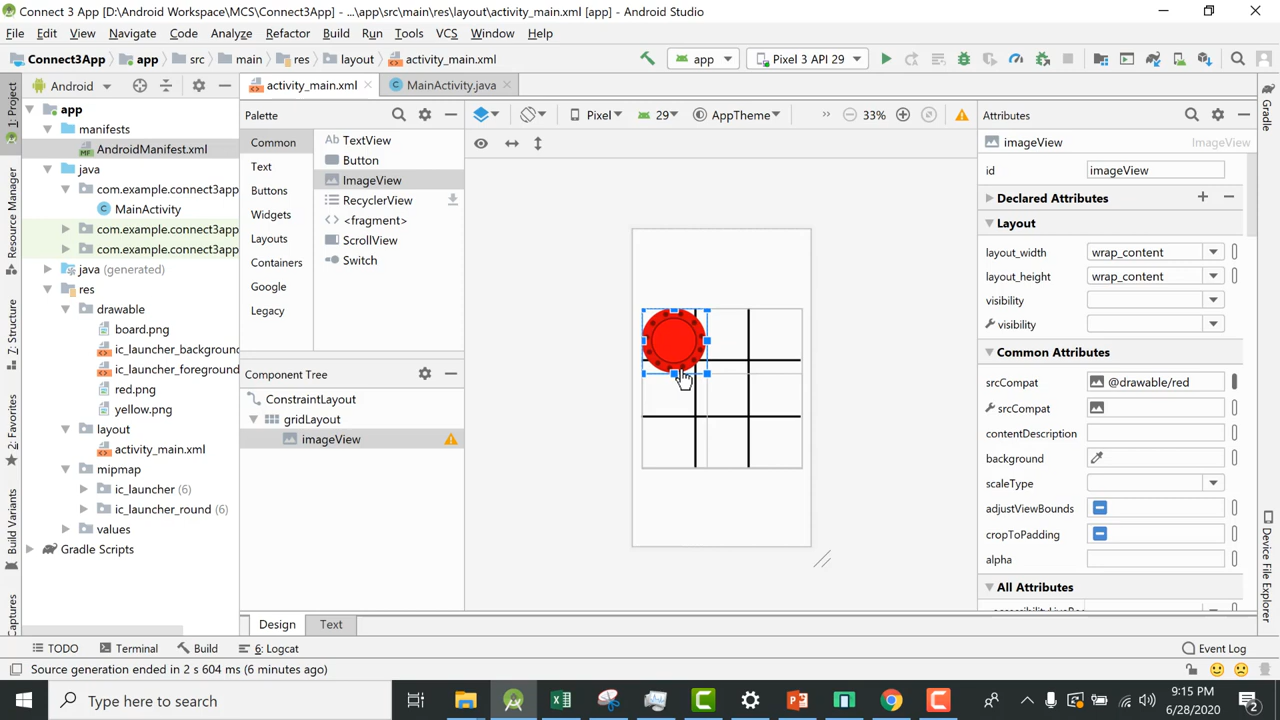 Connect 3 App [D:\Android Workspace\MCS\Connect3App] - ...\app\src\main\res\layout\activity_main.xml [app] - Android Studio
File Edit View Navigate Code Analyze Refactor Build Run Tools VCS Window Help
Connect3App app src main res layout activity_main.xml app Pixel 3 API 29
Android activity_main.xml MainActivity.java
1: Project
Resource Manager
7: Structure
2: Favorites
Build Variants
Captures
app
manifests
AndroidManifest.xml
java
com.example.connect3app
MainActivity
com.example.connect3app
com.example.connect3app
java (generated)
res
drawable
board.png
ic_launcher_background
ic_launcher_foreground
red.png
yellow.png
layout
activity_main.xml
mipmap
ic_launcher (6)
ic_launcher_round (6)
values
Gradle Scripts
Palette
Common
Text
Buttons
Widgets
Layouts
Containers
Google
Legacy
Ab TextView
Button
ImageView
RecyclerView
<fragment>
ScrollView
Switch
Component Tree
ConstraintLayout
gridLayout
imageView
Pixel 29 AppTheme 33%
Design Text
Attributes
imageView ImageView
id imageView
Declared Attributes
Layout
layout_width wrap_content
layout_height wrap_content
visibility
visibility
Common Attributes
srcCompat @drawable/red
srcCompat
contentDescription
background
scaleType
adjustViewBounds
cropToPadding
alpha
All Attributes
Gradle
Device File Explorer
TODO Terminal Build 6: Logcat Event Log
Source generation ended in 2 s 604 ms (6 minutes ago)
Type here to search
9:15 PM
6/28/2020
2